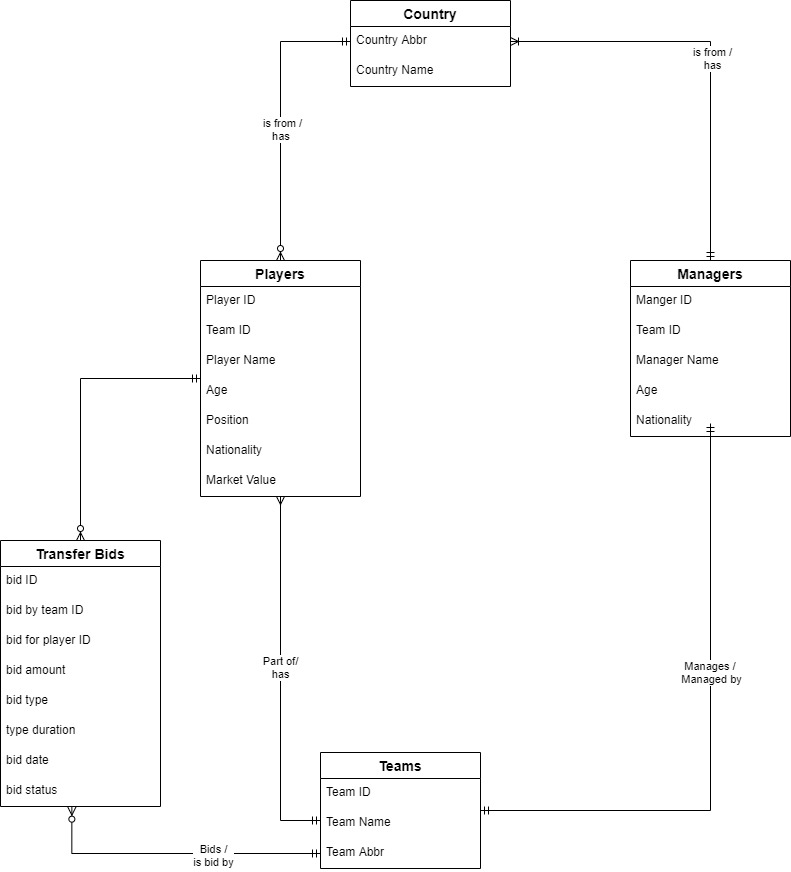 Country
Country Abbr
Country Name
is from /
has
is from /
has
Players
Player ID
Team ID
Player Name
Age
Position
Nationality
Market Value
Managers
Manger ID
Team ID
Manager Name
Age
Nationality
Transfer Bids
bid ID
bid by team ID
bid for player ID
bid amount
bid type
type duration
bid date
bid status
Part of/
has
Manages /
Managed by
Teams
Team ID
Team Name
Team Abbr
Bids /
is bid by